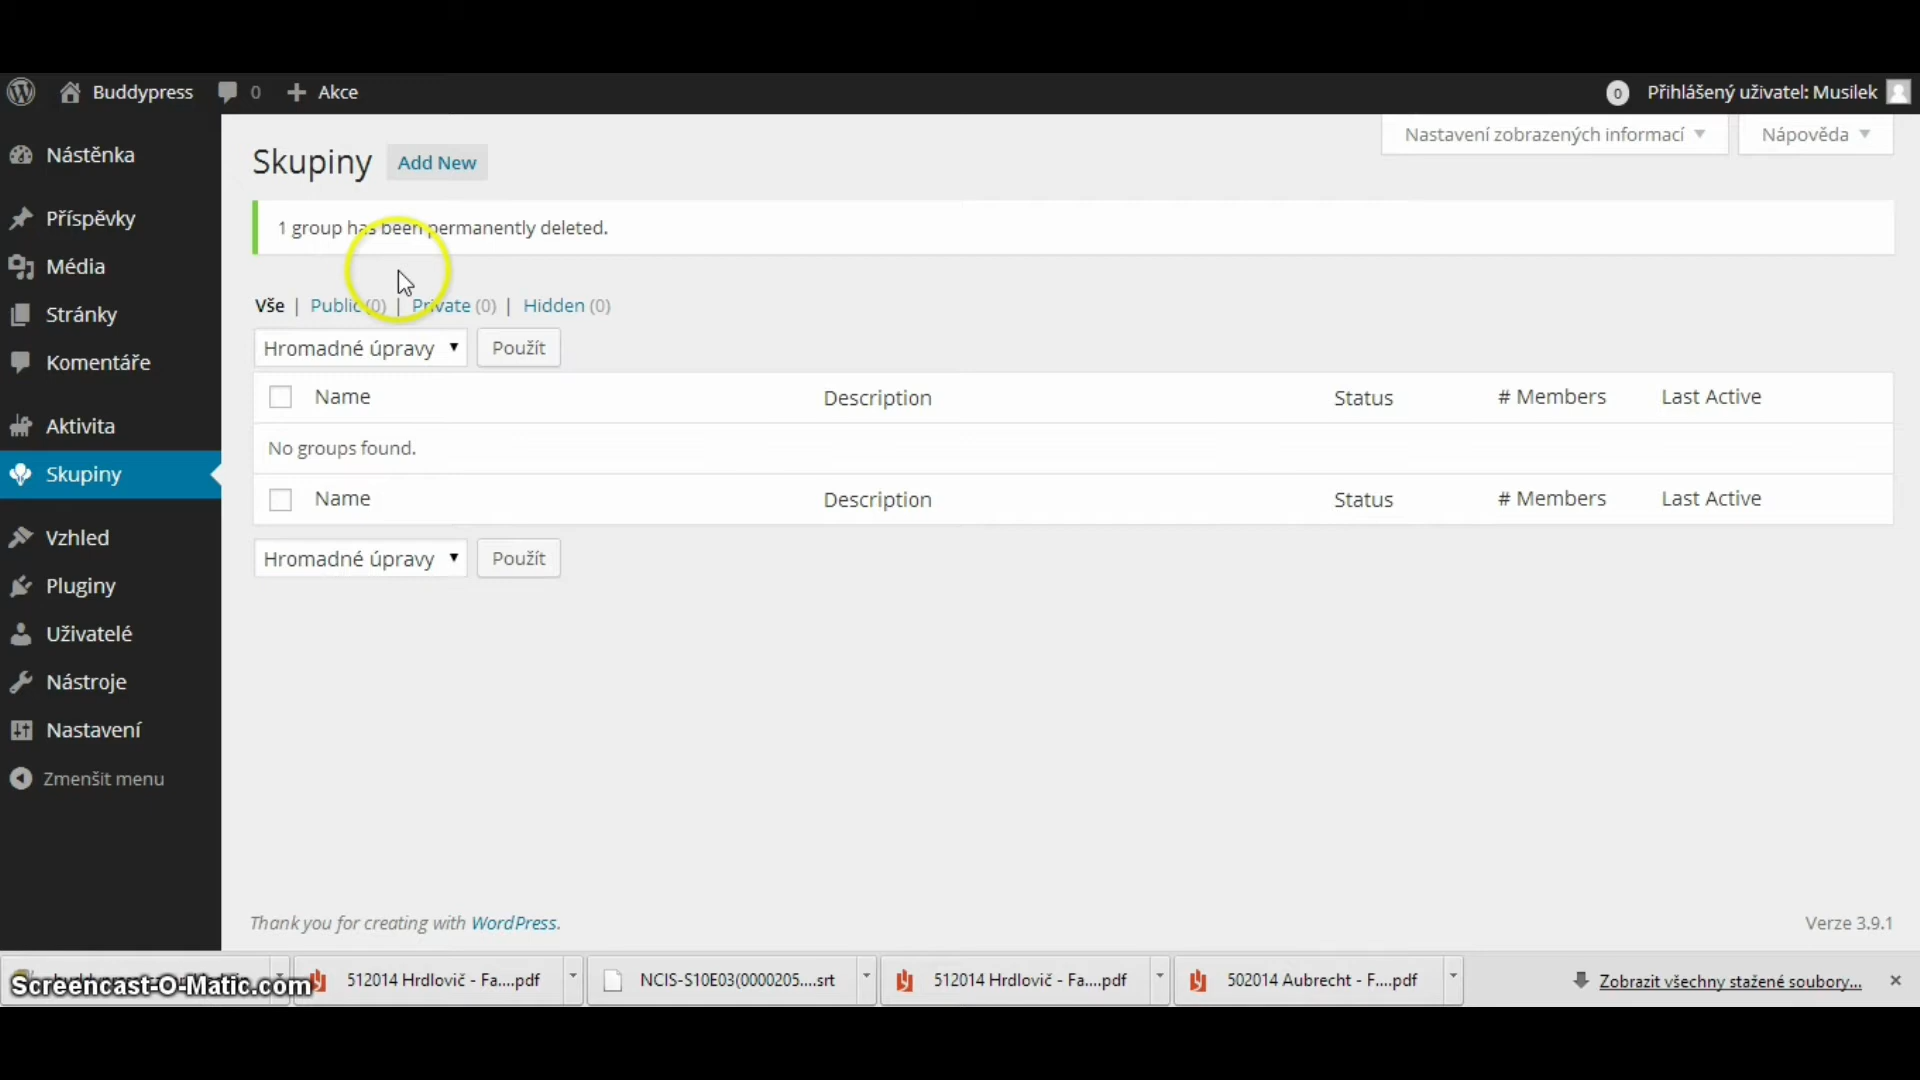 Buddypress 0 Akce
0 Přihlášený uživatel: Musilek
Nastavení zobrazených informací Nápověda
Nástěnka
Příspěvky
Média
Stránky
Komentáře
Aktivita
Skupiny
Vzhled
Pluginy
Uživatelé
Nástroje
Nastavení
Zmenšit menu
Skupiny Add New
1 group has been permanently deleted.
Vše | Public (0) | Private (0) | Hidden (0)
Hromadné úpravy Použít
Name Description Status # Members Last Active
No groups found.
Name Description Status # Members Last Active
Hromadné úpravy Použít
Thank you for creating with WordPress.
Verze 3.9.1
Screencast-O-Matic.com
512014 Hrdlovič - Fa....pdf
NCIS-S10E03(0000205....srt
512014 Hrdlovič - Fa....pdf
502014 Aubrecht - F....pdf
Zobrazit všechny stažené soubory...